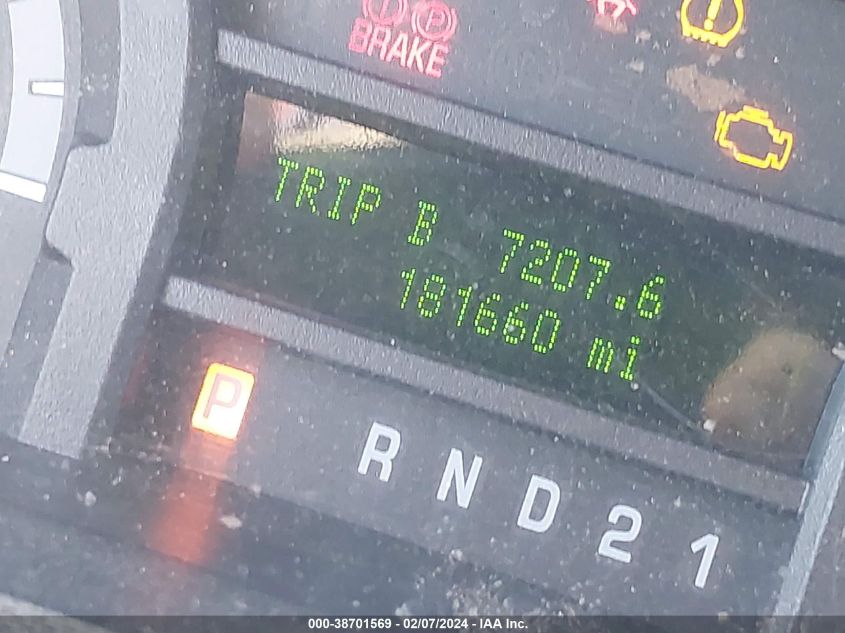 BRAKE
TRIP B 7207.6
181660 mi
P R N D 2 1
000-38701569 - 02/07/2024 - IAA, Inc.